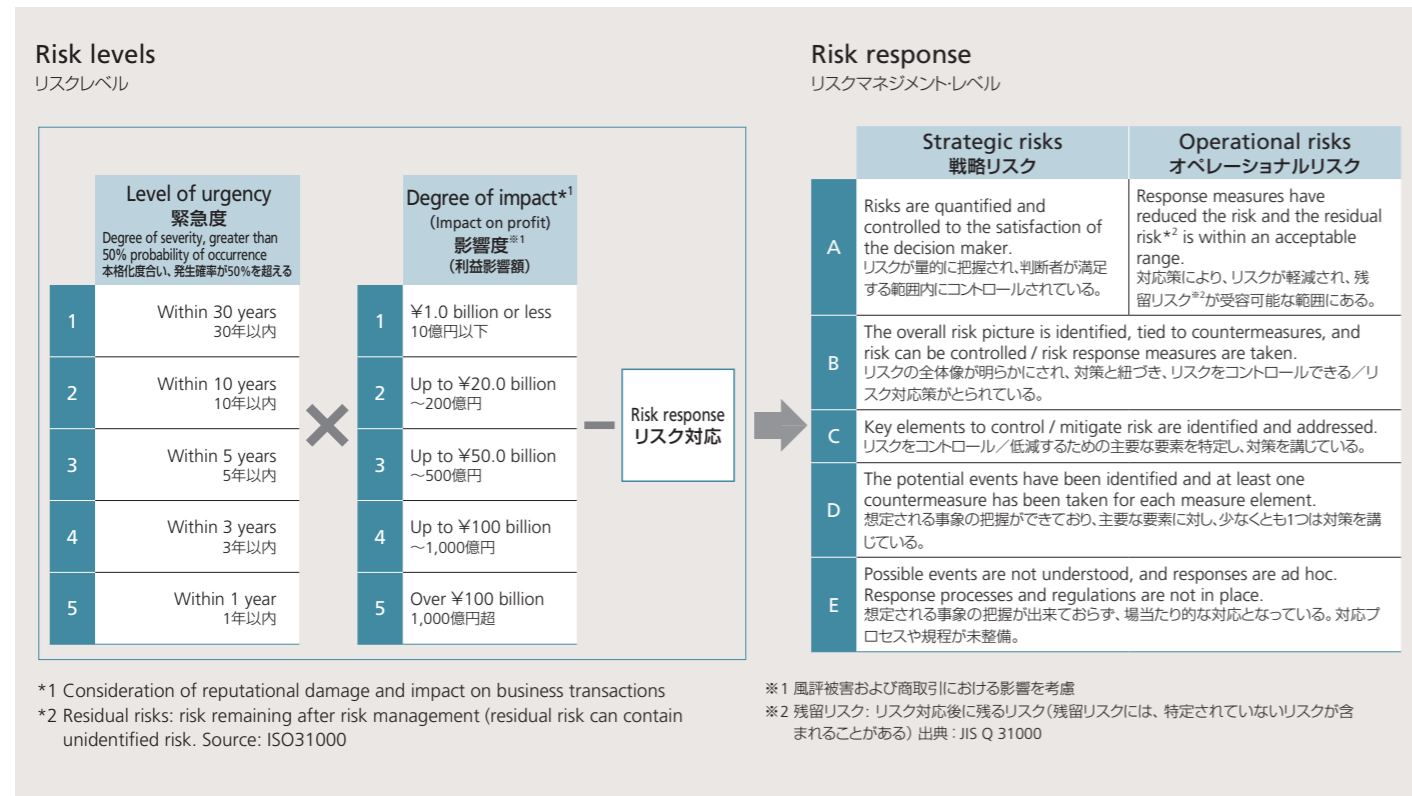 Risk levels
リスクレベル
Level of urgency
緊急度
Degree of severity, greater than
50% probability of occurrence
本格化度合い、発生確率が50%を超える
1
Within 30 years
30年以内
2
Within 10 years
10年以内
3
Within 5 years
5年以内
4
Within 3 years
3年以内
5
Within 1 year
1年以内
×
Degree of impact*1
(Impact on profit)
影響度※1
(利益影響額)
1
¥1.0 billion or less
10億円以下
2
Up to ¥20.0 billion
～200億円
3
Up to ¥50.0 billion
～500億円
4
Up to ¥100 billion
～1,000億円
5
Over ¥100 billion
1,000億円超
Risk response
リスク対応
Risk response
リスクマネジメント・レベル
Strategic risks
戦略リスク
Operational risks
オペレーショナルリスク
A
Risks are quantified and
controlled to the satisfaction of
the decision maker.
リスクが量的に把握され、判断者が満足
する範囲内にコントロールされている。
Response measures have
reduced the risk and the residual
risk*2 is within an acceptable
range.
対応策により、リスクが軽減され、残
留リスク※2が受容可能な範囲にある。
B
The overall risk picture is identified, tied to countermeasures, and
risk can be controlled / risk response measures are taken.
リスクの全体像が明らかにされ、対策と紐づき、リスクをコントロールできる／リ
スク対応策がとられている。
C
Key elements to control / mitigate risk are identified and addressed.
リスクをコントロール／低減するための主要な要素を特定し、対策を講じている。
D
The potential events have been identified and at least one
countermeasure has been taken for each measure element.
想定される事象の把握ができており、主要な要素に対し、少なくとも1つは対策を講
じている。
E
Possible events are not understood, and responses are ad hoc.
Response processes and regulations are not in place.
想定される事象の把握が出来ておらず、場当たり的な対応となっている。対応プ
ロセスや規程が未整備。
*1 Consideration of reputational damage and impact on business transactions
*2 Residual risks: risk remaining after risk management (residual risk can contain
unidentified risk. Source: ISO31000
※1 風評被害および商取引における影響を考慮
※2 残留リスク：リスク対応後に残るリスク（残留リスクには、特定されていないリスクが含
まれることがある）出典：JIS Q 31000